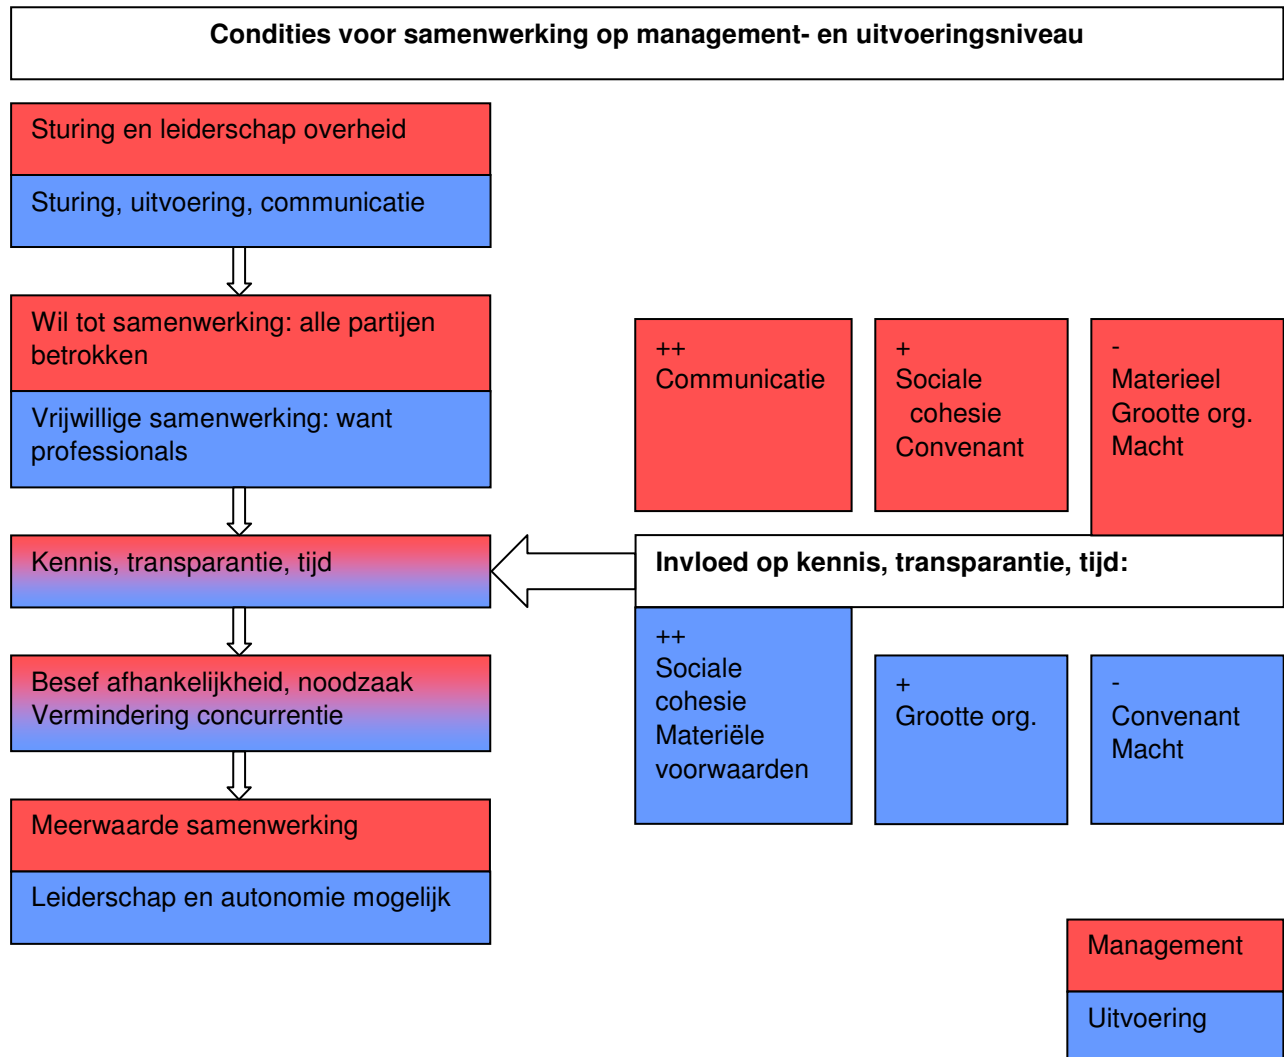 Condities voor samenwerking op management- en uitvoeringsniveau
Sturing en leiderschap overheid
Sturing, uitvoering, communicatie
Wil tot samenwerking: alle partijen
betrokken
Vrijwillige samenwerking: want
professionals
Kennis, transparantie, tijd
Besef afhankelijkheid, noodzaak
Vermindering concurrentie
Meerwaarde samenwerking
Leiderschap en autonomie mogelijk
++
Communicatie
+
Sociale
cohesie
Convenant
-
Materieel
Grootte org.
Macht
Invloed op kennis, transparantie, tijd:
++
Sociale
cohesie
Materiële
voorwaarden
+
Grootte org.
-
Convenant
Macht
Management
Uitvoering